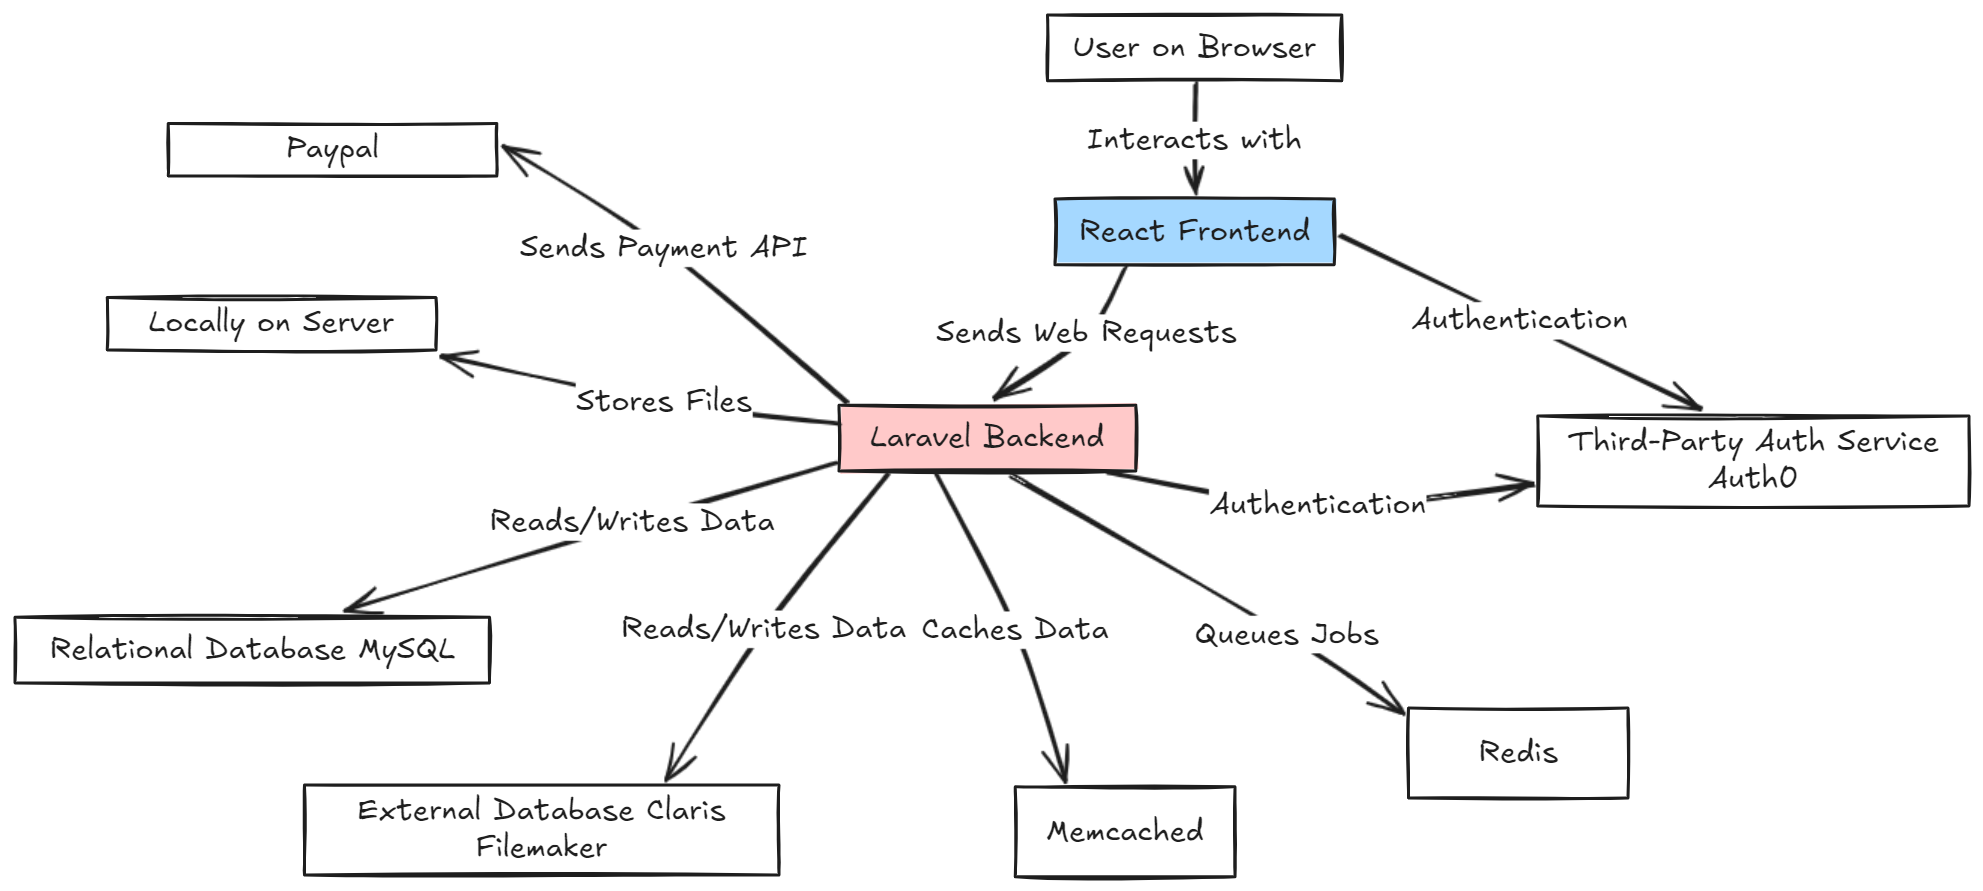 User on Browser
Interacts with
Paypal
React Frontend
Sends Payment API
Locally on Server
Sends Web Requests
Authentication
Stores Files
Laravel Backend
Third-Party Auth Service
Auth0
Authentication
Reads/Writes Data
Relational Database MySQL
Reads/Writes Data
Caches Data
Queues Jobs
Redis
External Database Claris
Filemaker
Memcached